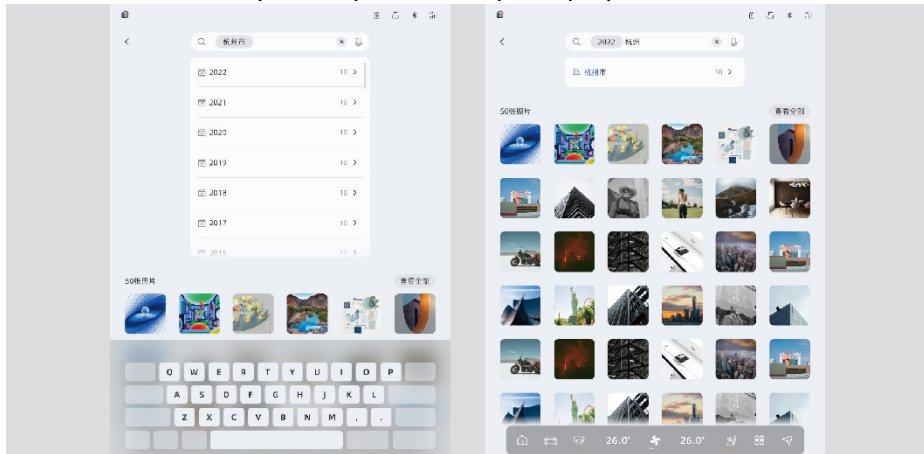 杭州市
2022 10
2021 10
2020 10
2019 10
2018 10
2017 10
50张照片 查看全部
Q W E R T Y U I O P
A S D F G H J K L
Z X C V B N M , .
2022 杭州
杭州市 10
50张照片 查看全部
26.0° 26.0°